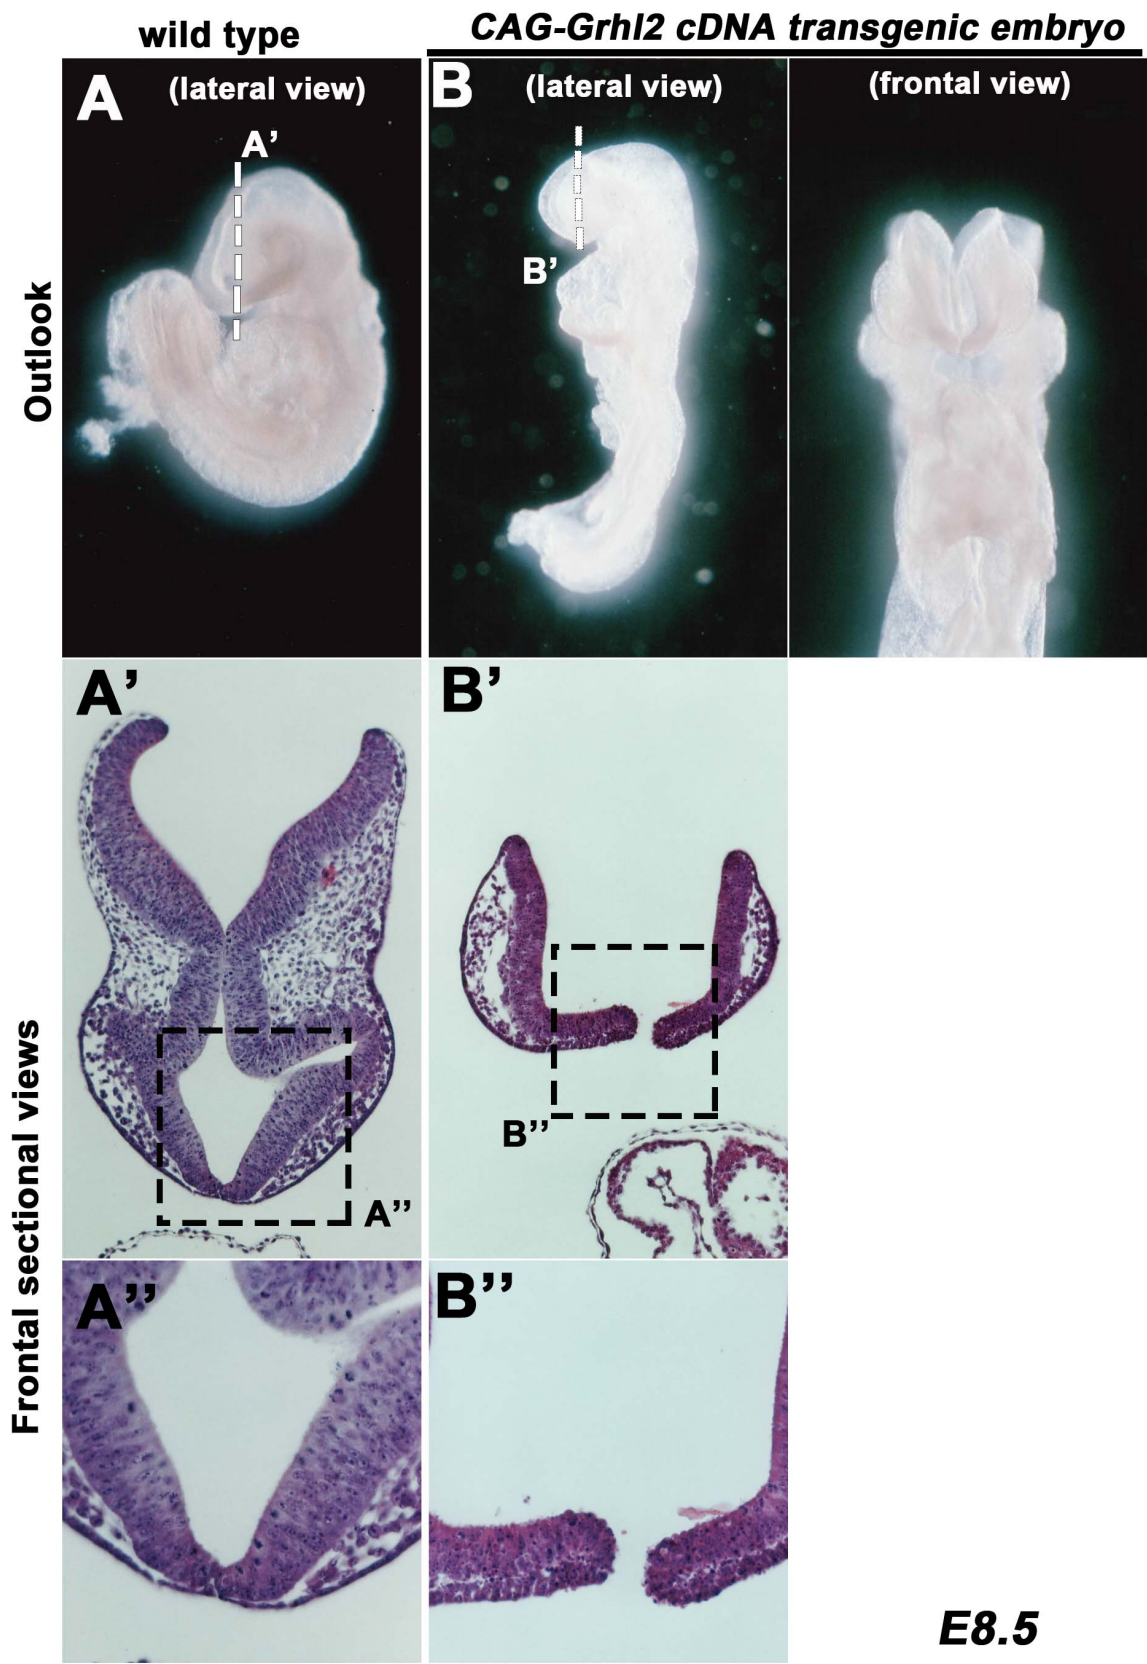 wild type
CAG-Grhl2 cDNA transgenic embryo
A
(lateral view)
A’
B
(lateral view)
B’
(frontal view)
Outlook
A’
A’’
B’
B’’
Frontal sectional views
A’’
B’’
E8.5